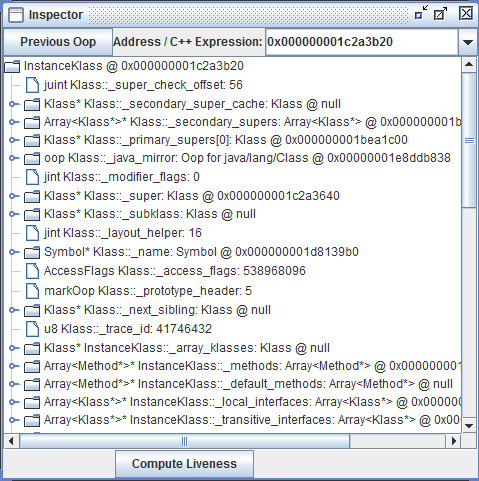 Inspector
Previous Oop Address / C++ Expression: 0x000000001c2a3b20
InstanceKlass @ 0x000000001c2a3b20
juint Klass::_super_check_offset: 56
Klass* Klass::_secondary_super_cache: Klass @ null
Array<Klass*>* Klass::_secondary_supers: Array<Klass*> @ 0x000000001b
Klass* Klass::_primary_supers[0]: Klass @ 0x000000001bea1c00
oop Klass::_java_mirror: Oop for java/lang/Class @ 0x00000001e8ddb838
jint Klass::_modifier_flags: 0
Klass* Klass::_super: Klass @ 0x000000001c2a3640
Klass* Klass::_subklass: Klass @ null
jint Klass::_layout_helper: 16
Symbol* Klass::_name: Symbol @ 0x000000001d8139b0
AccessFlags Klass::_access_flags: 538968096
markOop Klass::_prototype_header: 5
Klass* Klass::_next_sibling: Klass @ null
u8 Klass::_trace_id: 41746432
Klass* InstanceKlass::_array_klasses: Klass @ null
Array<Method*>* InstanceKlass::_methods: Array<Method*> @ 0x000000
Array<Method*>* InstanceKlass::_default_methods: Array<Method*> @ null
Array<Klass*>* InstanceKlass::_local_interfaces: Array<Klass*> @ 0x0000
Array<Klass*>* InstanceKlass::_transitive_interfaces: Array<Klass*> @ 0x00
Compute Liveness